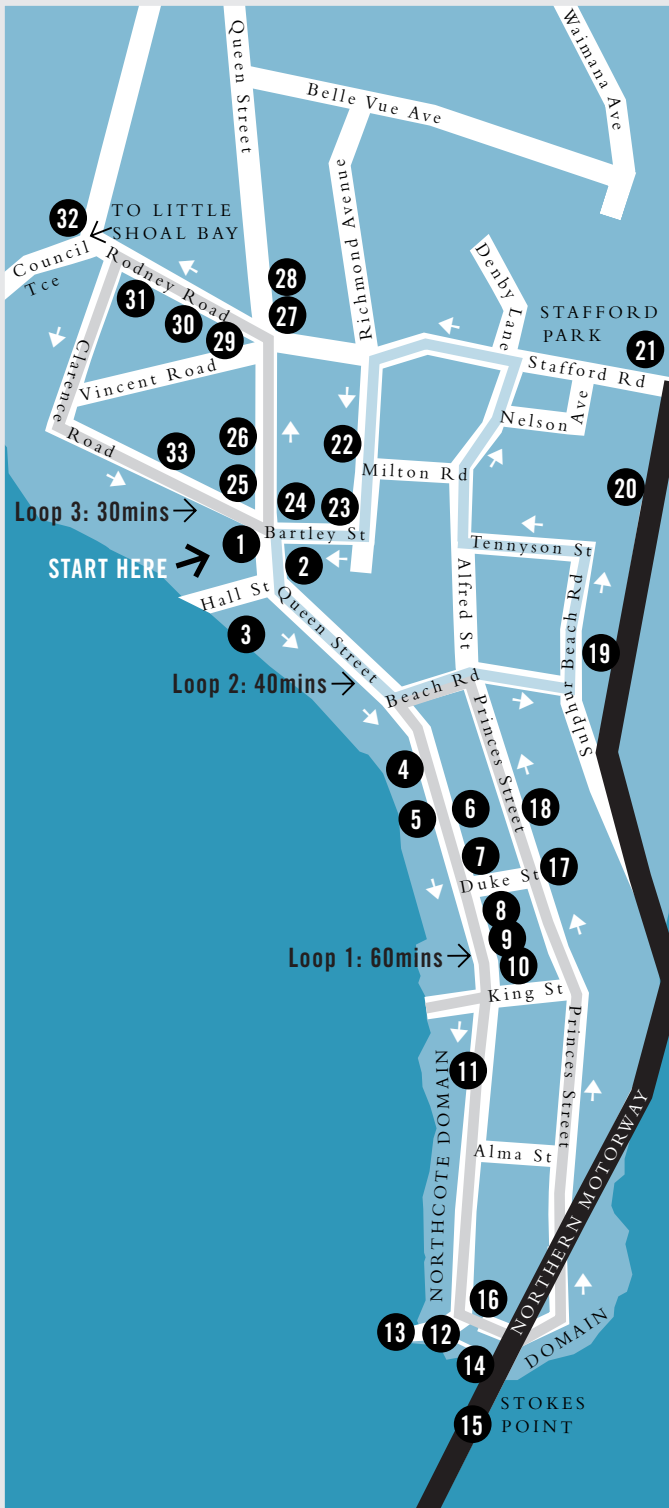 Queen Street
Waimana Ave
Belle Vue Ave
Richmond Avenue
32
TO LITTLE
SHOAL BAY
Council
Tce
Rodney Road
Denby Lane
28
27
31
30
29
STAFFORD
PARK
21
Stafford Rd
Clarence
Road
Vincent Road
Nelson
Ave
26
22
33
25
Milton Rd
20
24
23
Loop 3: 30mins
Bartley St
1
START HERE
2
Tennyson St
Alfred St
Hall St
Queen Street
3
19
Sulphur Beach Rd
Loop 2: 40mins
Beach Rd
Princes Street
4
5
6
18
7
17
Duke St
8
9
10
Loop 1: 60mins
King St
Princes Street
11
NORTHCOTE DOMAIN
Alma St
NORTHERN MOTORWAY
16
13
12
14
DOMAIN
15
STOKES
POINT